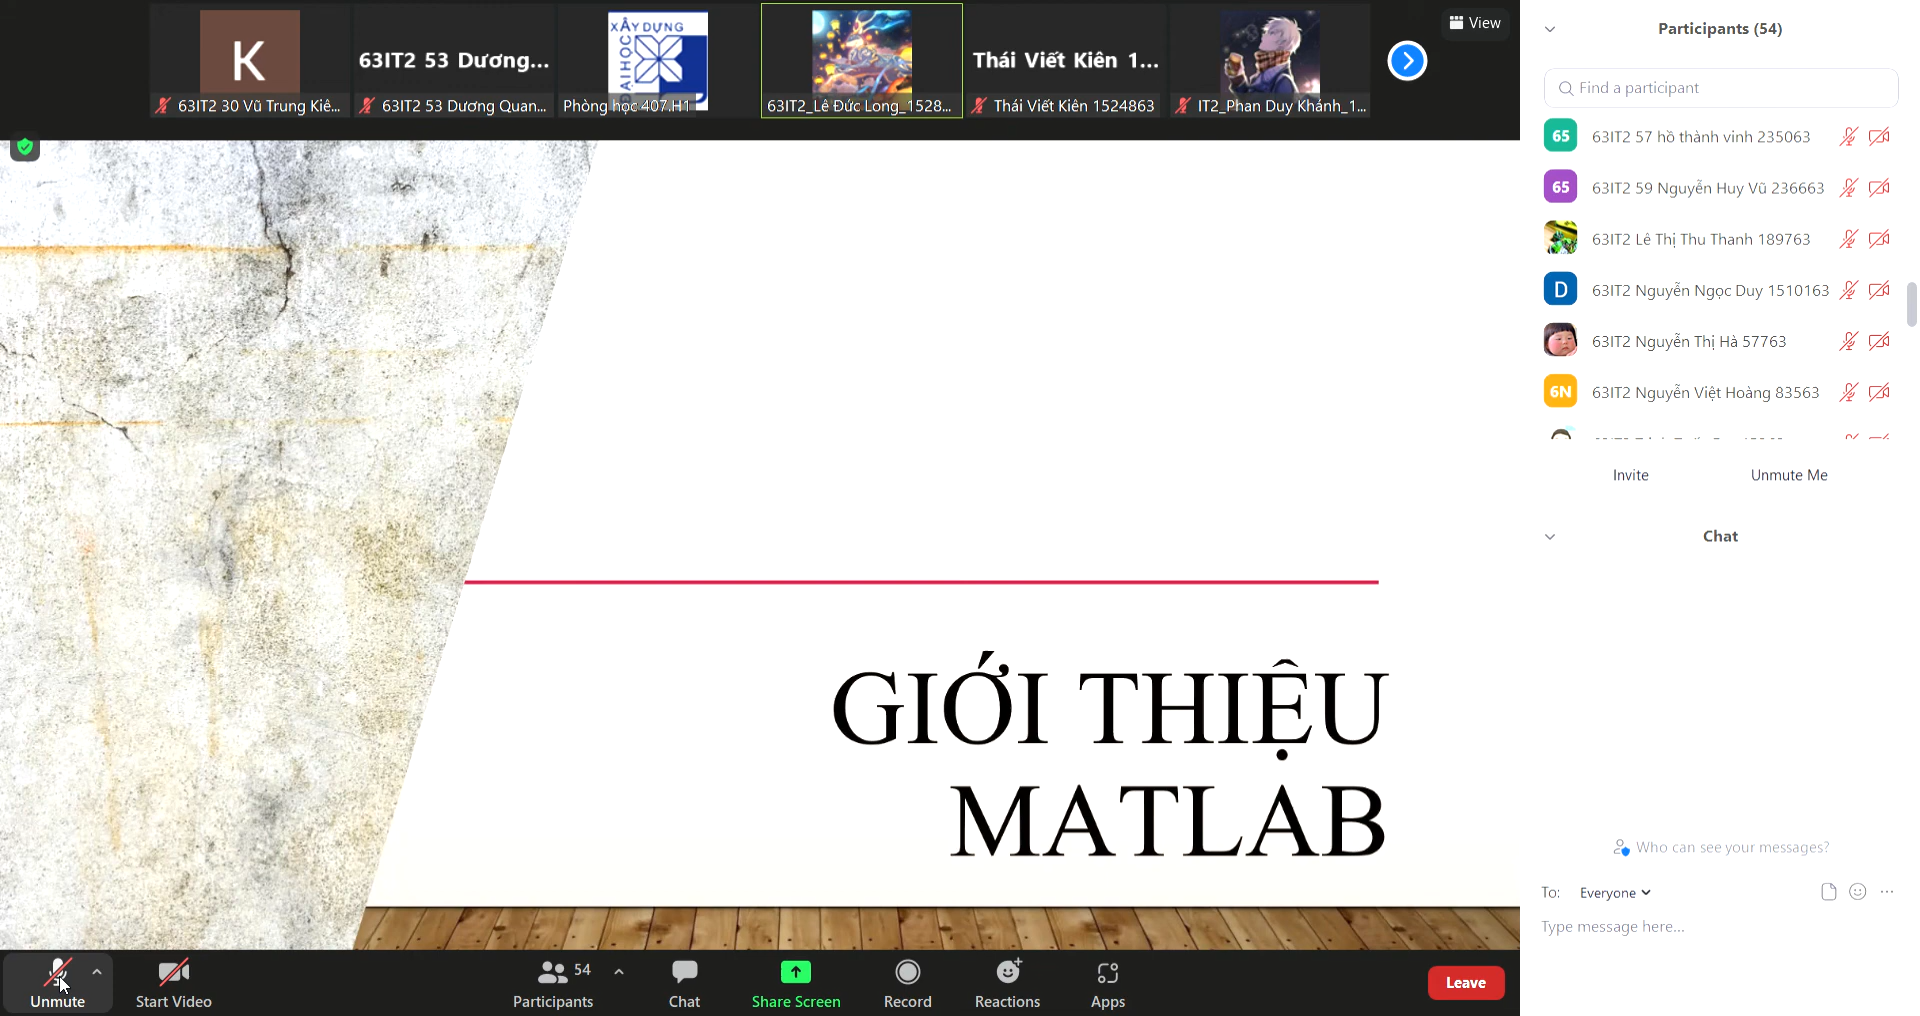 K
63IT2 30 Vũ Trung Kiê...
63IT2 53 Dương...
63IT2 53 Dương Quan...
XÂY DỰNG
ĐẠI HỌC
Phòng học 407.H1
63IT2_Lê Đức Long_1528...
Thái Viết Kiên 1...
Thái Viết Kiên 1524863
IT2_Phan Duy Khánh_1...
View
GIỚI THIỆU
MATLAB
Unmute
Start Video
54
Participants
Chat
Share Screen
Record
Reactions
Apps
Leave
Participants (54)
Find a participant
65 63IT2 57 hồ thành vinh 235063
65 63IT2 59 Nguyễn Huy Vũ 236663
63IT2 Lê Thị Thu Thanh 189763
D 63IT2 Nguyễn Ngọc Duy 1510163
63IT2 Nguyễn Thị Hà 57763
6N 63IT2 Nguyễn Việt Hoàng 83563
Invite
Unmute Me
Chat
Who can see your messages?
To: Everyone
Type message here...